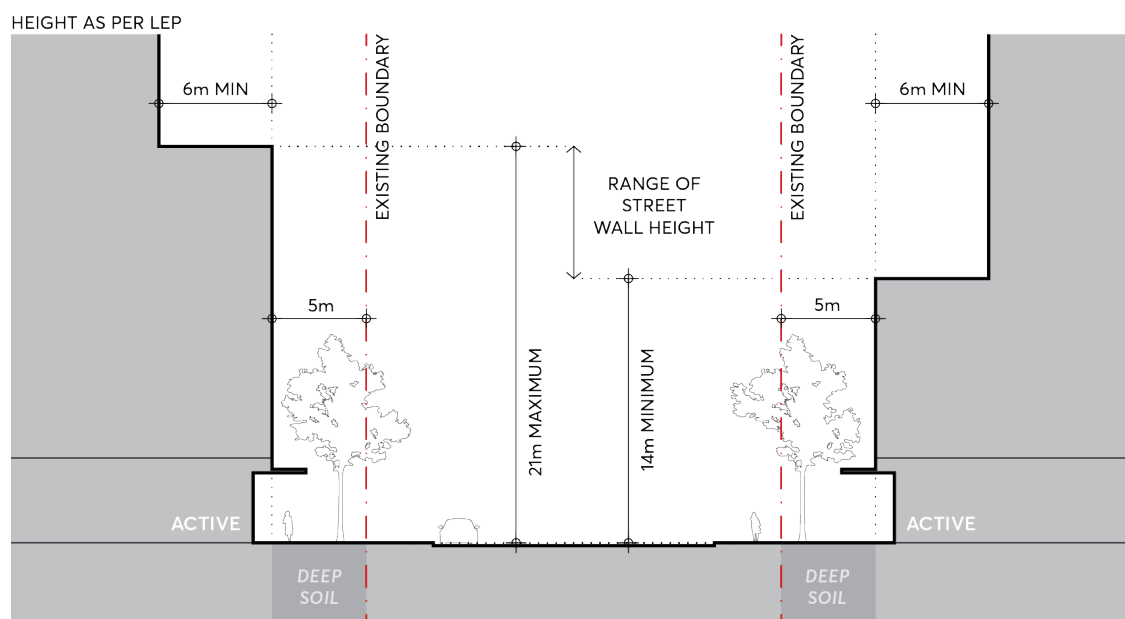 HEIGHT AS PER LEP
6m MIN
EXISTING BOUNDARY
EXISTING BOUNDARY
6m MIN
RANGE OF
STREET
WALL HEIGHT
5m
5m
21m MAXIMUM
14m MINIMUM
ACTIVE
ACTIVE
DEEP
SOIL
DEEP
SOIL